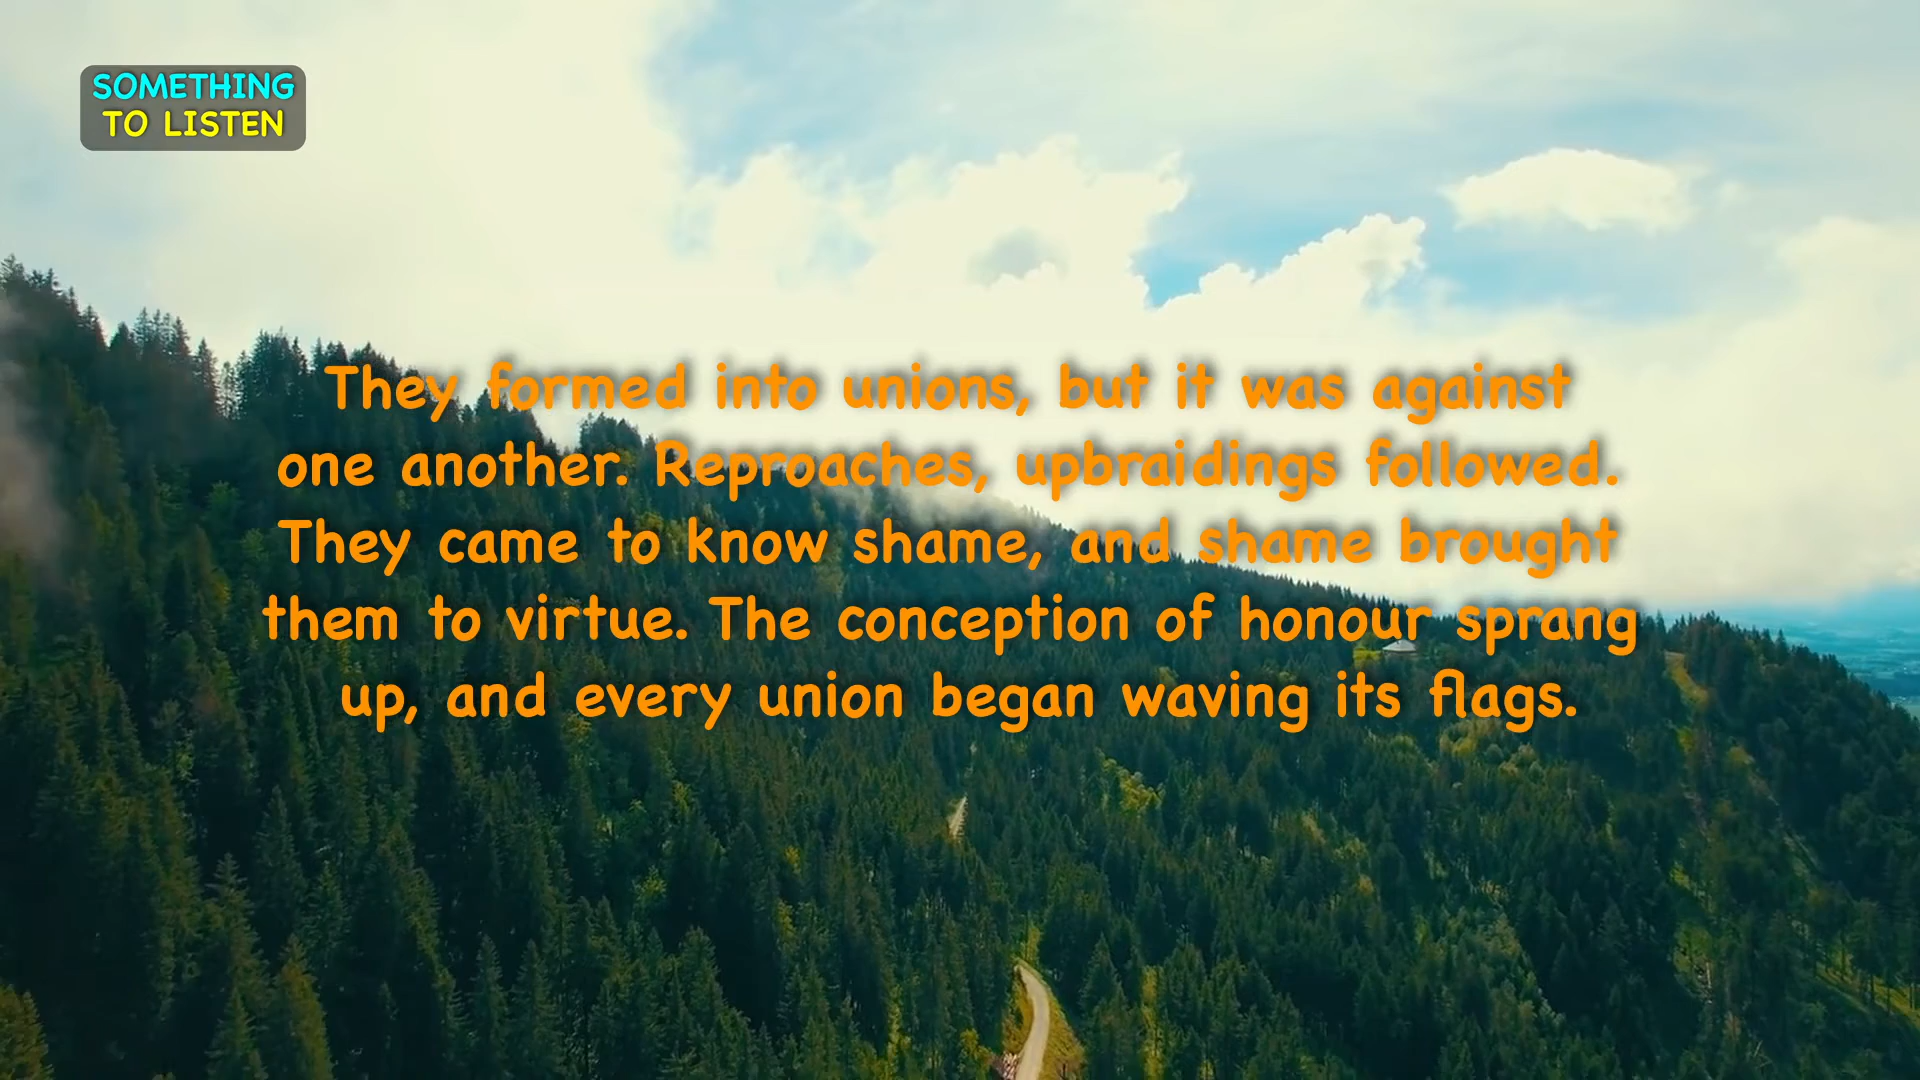 SOMETHING
TO LISTEN
They formed into unions, but it was against
one another. Reproaches, upbraidings followed.
They came to know shame, and shame brought
them to virtue. The conception of honour sprang
up, and every union began waving its flags.